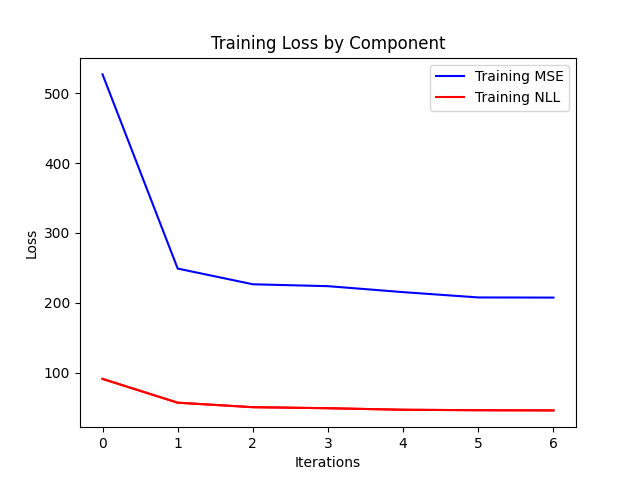 Training Loss by Component
Training MSE
Training NLL
Loss
500
400
300
200
100
0 1 2 3 4 5 6
Iterations